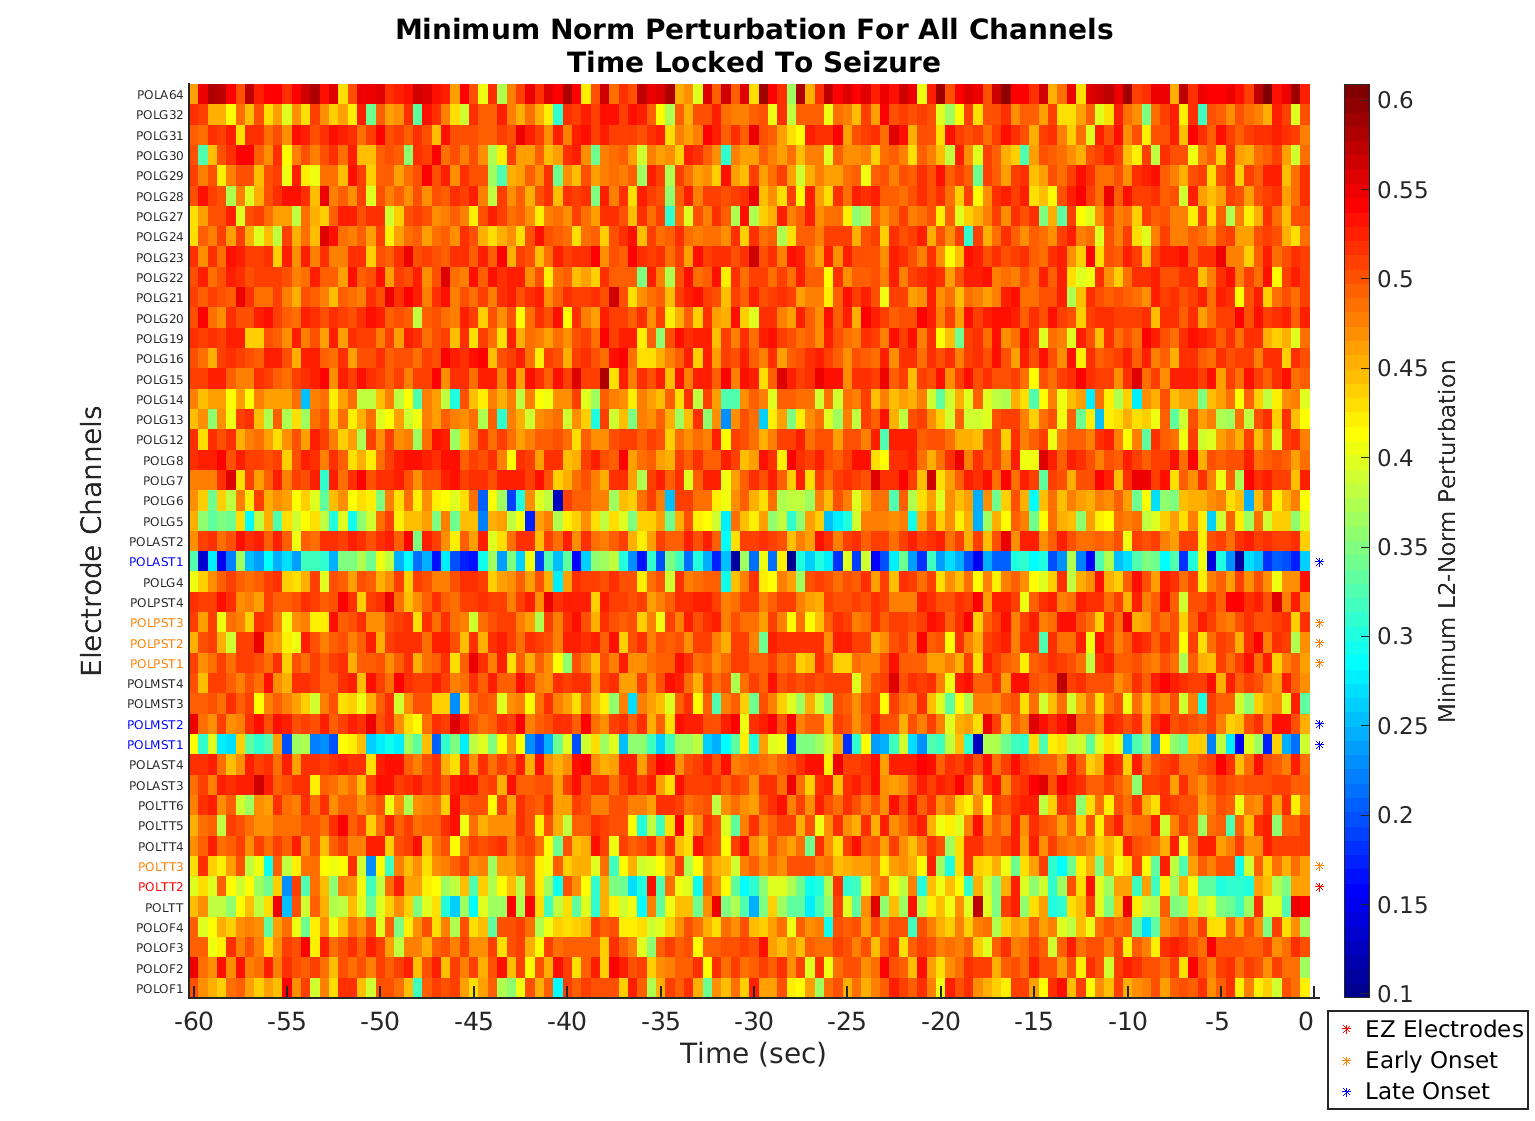 Minimum Norm Perturbation For All Channels
Time Locked To Seizure
Electrode Channels
POLA64
POLG32
POLG31
POLG30
POLG29
POLG28
POLG27
POLG24
POLG23
POLG22
POLG21
POLG20
POLG19
POLG16
POLG15
POLG14
POLG13
POLG12
POLG8
POLG7
POLG6
POLG5
POLAST2
POLAST1
POLG4
POLPST4
POLPST3
POLPST2
POLPST1
POLMST4
POLMST3
POLMST2
POLMST1
POLAST4
POLAST3
POLTT6
POLTT5
POLTT4
POLTT3
POLTT2
POLTT
POLOF4
POLOF3
POLOF2
POLOF1
-60 -55 -50 -45 -40 -35 -30 -25 -20 -15 -10 -5 0
Time (sec)
0.6
0.55
0.5
0.45
0.4
0.35
0.3
0.25
0.2
0.15
0.1
Minimum L2-Norm Perturbation
EZ Electrodes
Early Onset
Late Onset